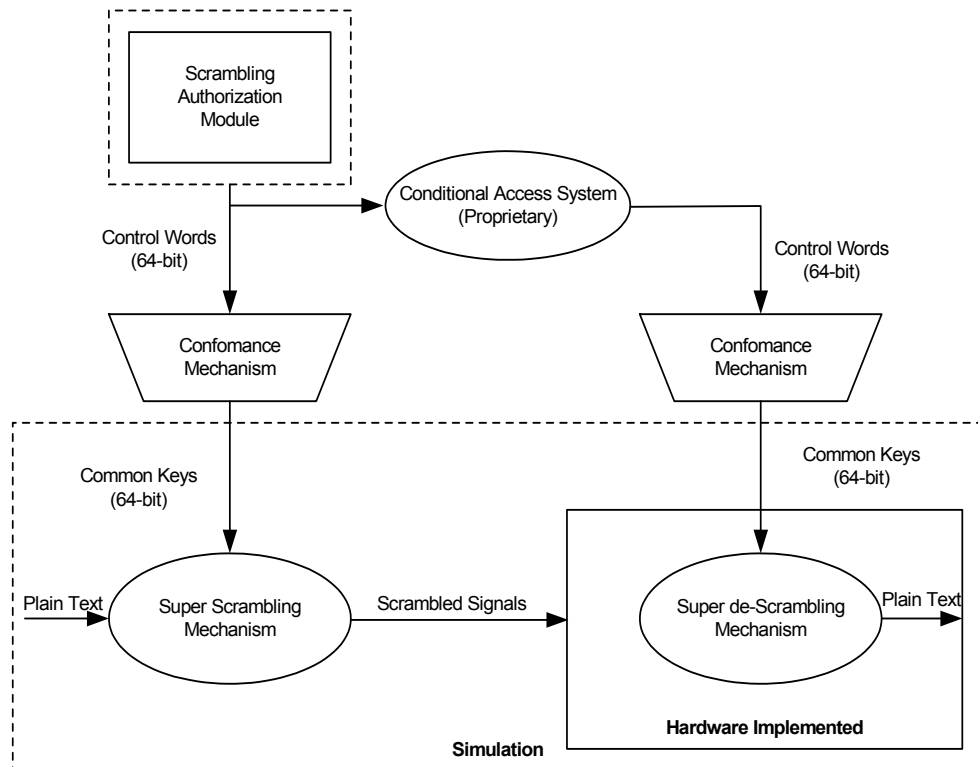 Scrambling
Authorization
Module
Conditional Access System
(Proprietary)
Control Words
(64-bit)
Control Words
(64-bit)
Confomance
Mechanism
Confomance
Mechanism
Common Keys
(64-bit)
Common Keys
(64-bit)
Plain Text
Super Scrambling
Mechanism
Scrambled Signals
Super de-Scrambling
Mechanism
Plain Text
Hardware Implemented
Simulation